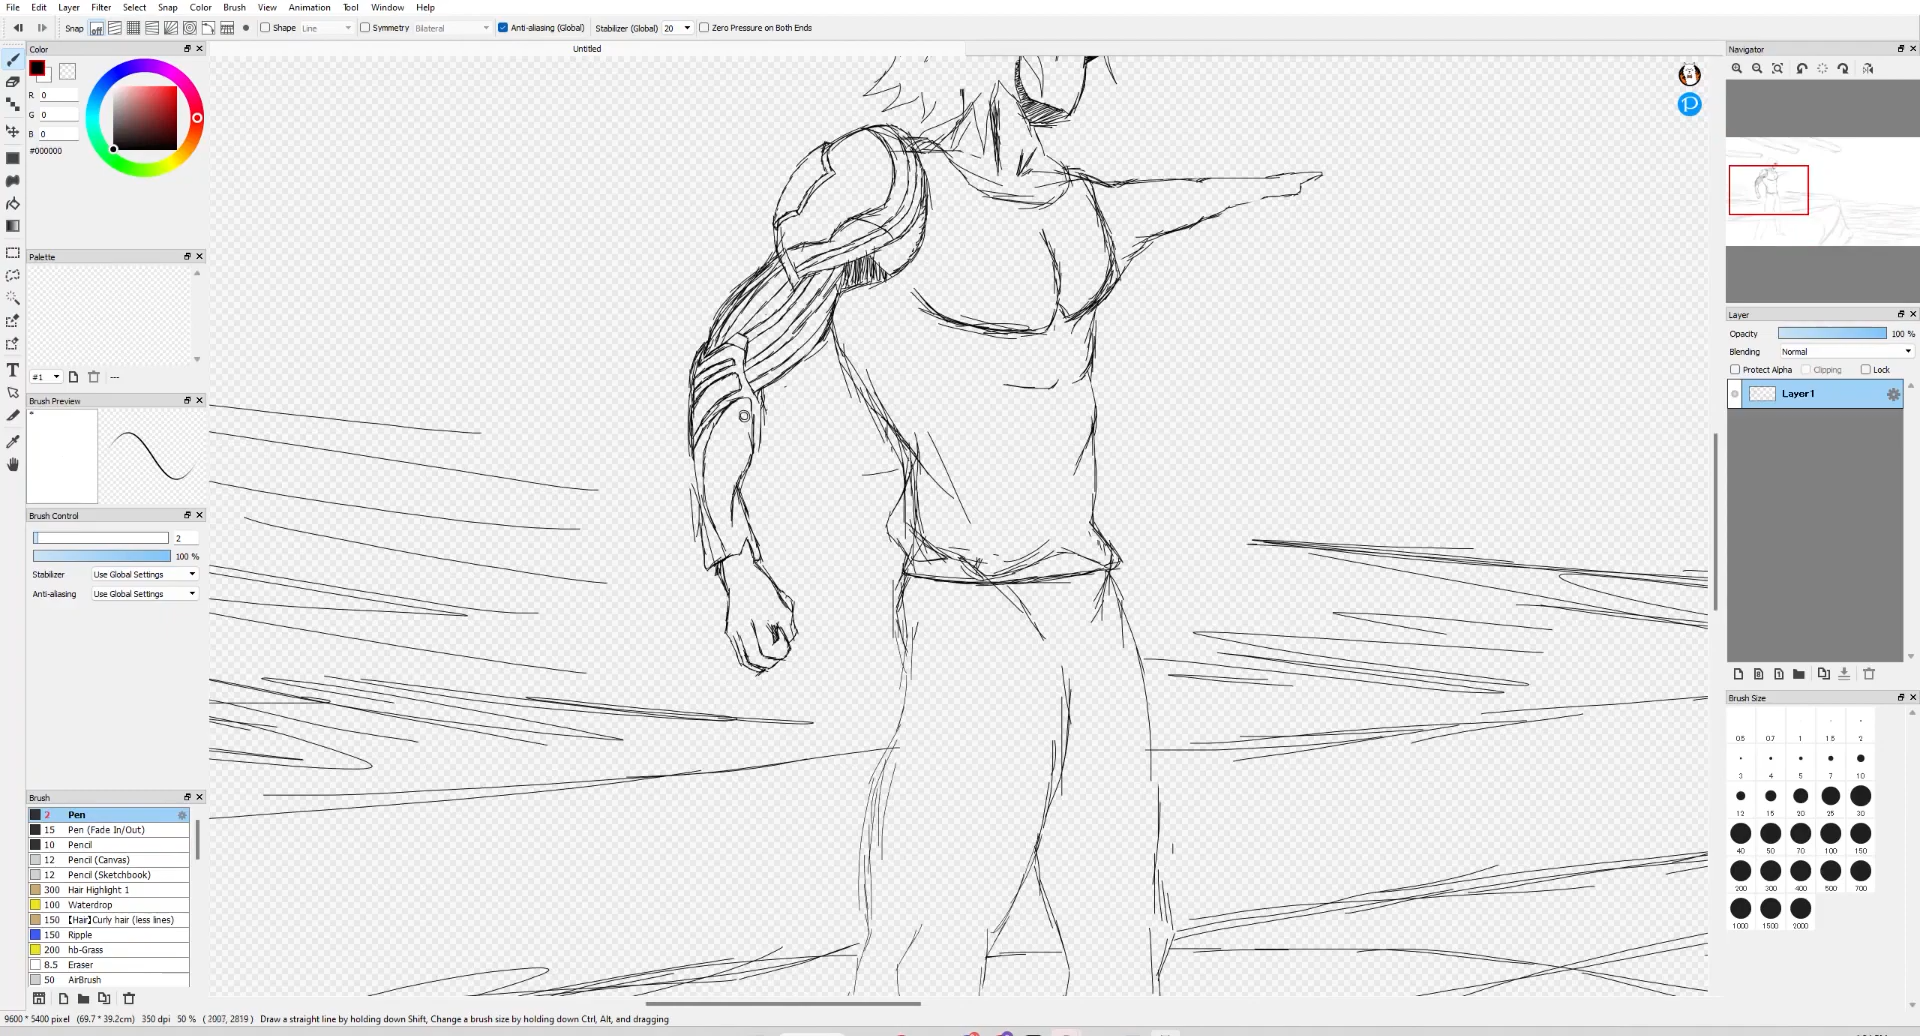 File Edit Layer Filter Select Snap Color Brush View Animation Tool Window Help
Snap off Shape Line Symmetry Bilateral Anti-aliasing (Global) Stabilizer (Global) 20 Zero Pressure on Both Ends
Color
Untitled
Navigator
R 0
G 0
B 0
#000000
Palette
#1 ---
Brush Preview
Brush Control
2
100 %
Stabilizer Use Global Settings
Anti-aliasing Use Global Settings
Brush
2 Pen
15 Pen (Fade In/Out)
10 Pencil
12 Pencil (Canvas)
12 Pencil (Sketchbook)
300 Hair Highlight 1
100 Waterdrop
150 【Hair】Curly hair (less lines)
150 Ripple
200 hb-Grass
8.5 Eraser
50 AirBrush
Layer
Opacity 100 %
Blending Normal
Protect Alpha Clipping Lock
Layer1
Brush Size
0.5 0.7 1 1.5 2
3 4 5 7 10
12 15 20 25 30
40 50 70 100 150
200 300 400 500 700
1000 1500 2000
9600 * 5400 pixel (69.7 * 39.2cm) 350 dpi 50 % ( 2007, 2819 ) Draw a straight line by holding down Shift, Change a brush size by holding down Ctrl, Alt, and dragging